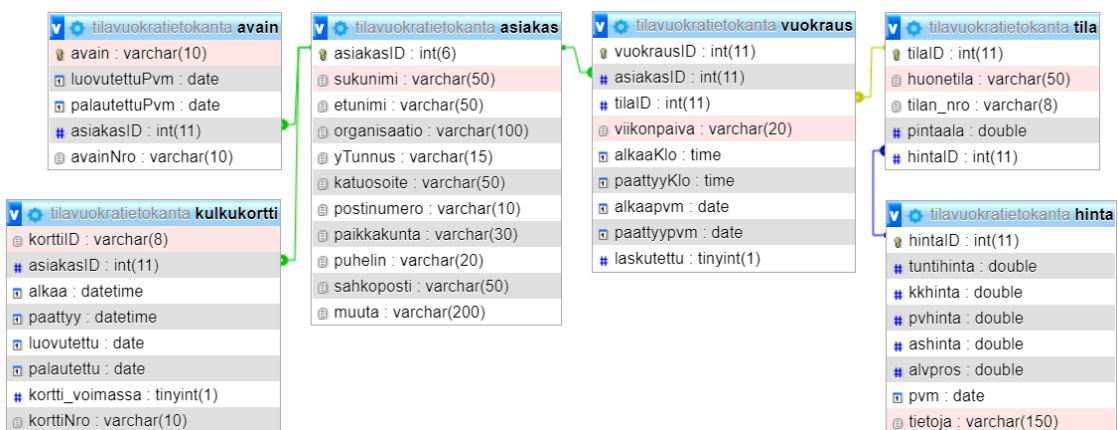 tilavuokratietokanta avain
avain : varchar(10)
luovutettuPvm : date
palautettuPvm : date
asiakasID : int(11)
avainNro : varchar(10)
tilavuokratietokanta kulkukortti
korttiID : varchar(8)
asiakasID : int(11)
alkaa : datetime
paattyy : datetime
luovutettu : date
palautettu : date
kortti_voimassa : tinyint(1)
korttiNro : varchar(10)
tilavuokratietokanta asiakas
asiakasID : int(6)
sukunimi : varchar(50)
etunimi : varchar(50)
organisaatio : varchar(100)
yTunnus : varchar(15)
katuosoite : varchar(50)
postinumero : varchar(10)
paikkakunta : varchar(30)
puhelin : varchar(20)
sahkoposti : varchar(50)
muuta : varchar(200)
tilavuokratietokanta vuokraus
vuokrausID : int(11)
asiakasID : int(11)
tilaID : int(11)
viikonpaiva : varchar(20)
alkaaKlo : time
paattyyKlo : time
alkaapvm : date
paattyypvm : date
laskutettu : tinyint(1)
tilavuokratietokanta tila
tilaID : int(11)
huonetila : varchar(50)
tilan_nro : varchar(8)
pintaala : double
hintaID : int(11)
tilavuokratietokanta hinta
hintaID : int(11)
tuntihinta : double
kkhinta : double
pvhinta : double
ashinta : double
alvpros : double
pvm : date
tietoja : varchar(150)